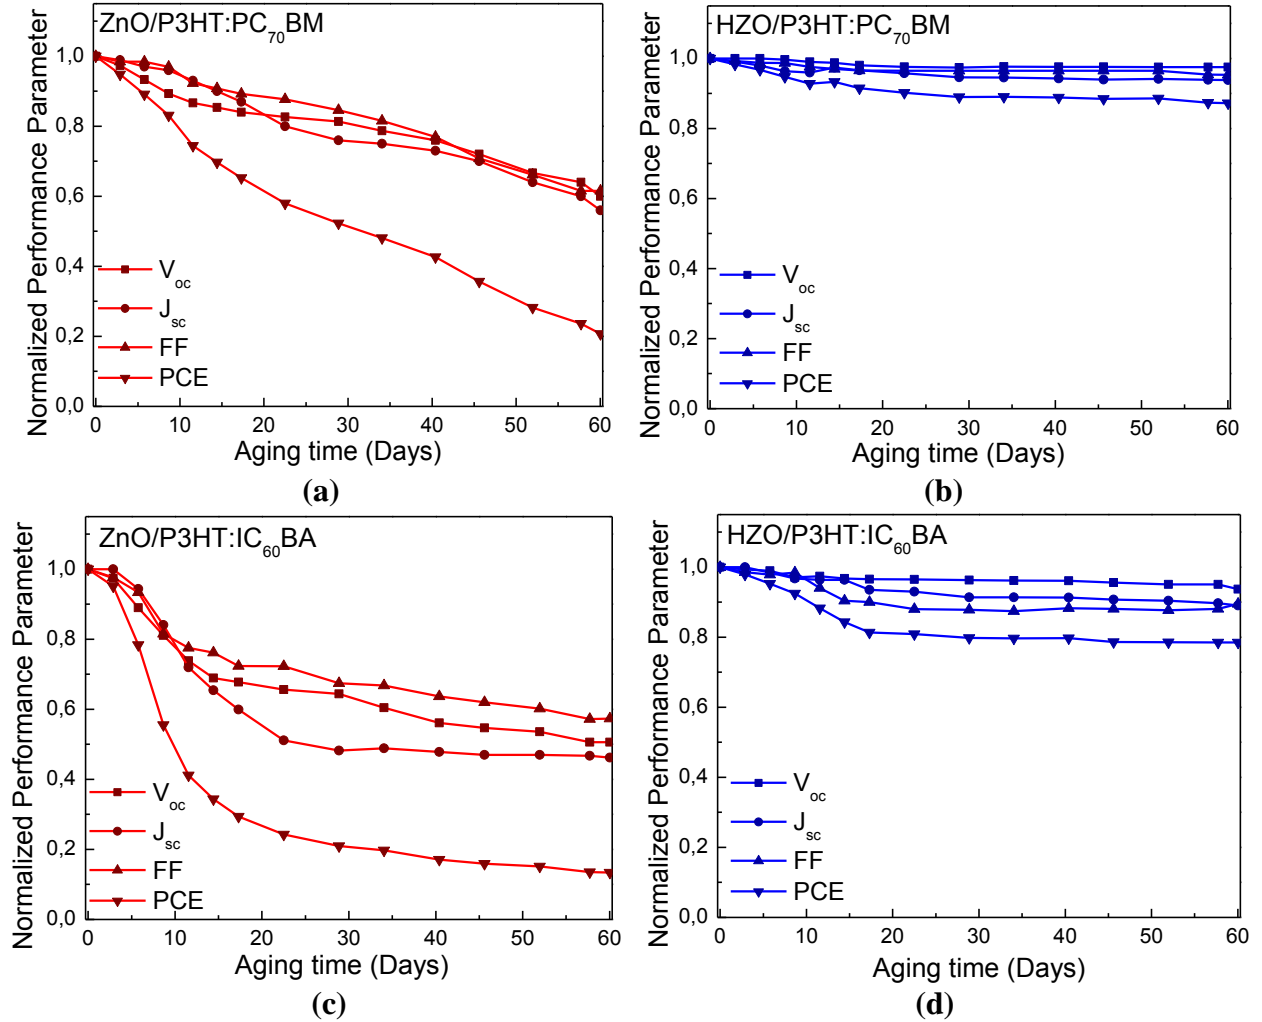 ZnO/P3HT:PC70BM
Normalized Performance Parameter
1,0
0,8
0,6
0,4
0,2
0,0
Voc
Jsc
FF
PCE
0 10 20 30 40 50 60
Aging time (Days)
(a)
HZO/P3HT:PC70BM
Normalized Performance Parameter
1,0
0,8
0,6
0,4
0,2
0,0
Voc
Jsc
FF
PCE
0 10 20 30 40 50 60
Aging time (Days)
(b)
ZnO/P3HT:IC60BA
Normalized Performance Parameter
1,0
0,8
0,6
0,4
0,2
0,0
Voc
Jsc
FF
PCE
0 10 20 30 40 50 60
Aging time (Days)
(c)
HZO/P3HT:IC60BA
Normalized Performance Parameter
1,0
0,8
0,6
0,4
0,2
0,0
Voc
Jsc
FF
PCE
0 10 20 30 40 50 60
Aging time (Days)
(d)